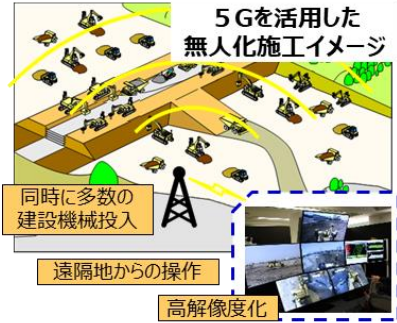 ５Gを活用した
無人化施工イメージ
同時に多数の
建設機械投入
遠隔地からの操作
高解像度化